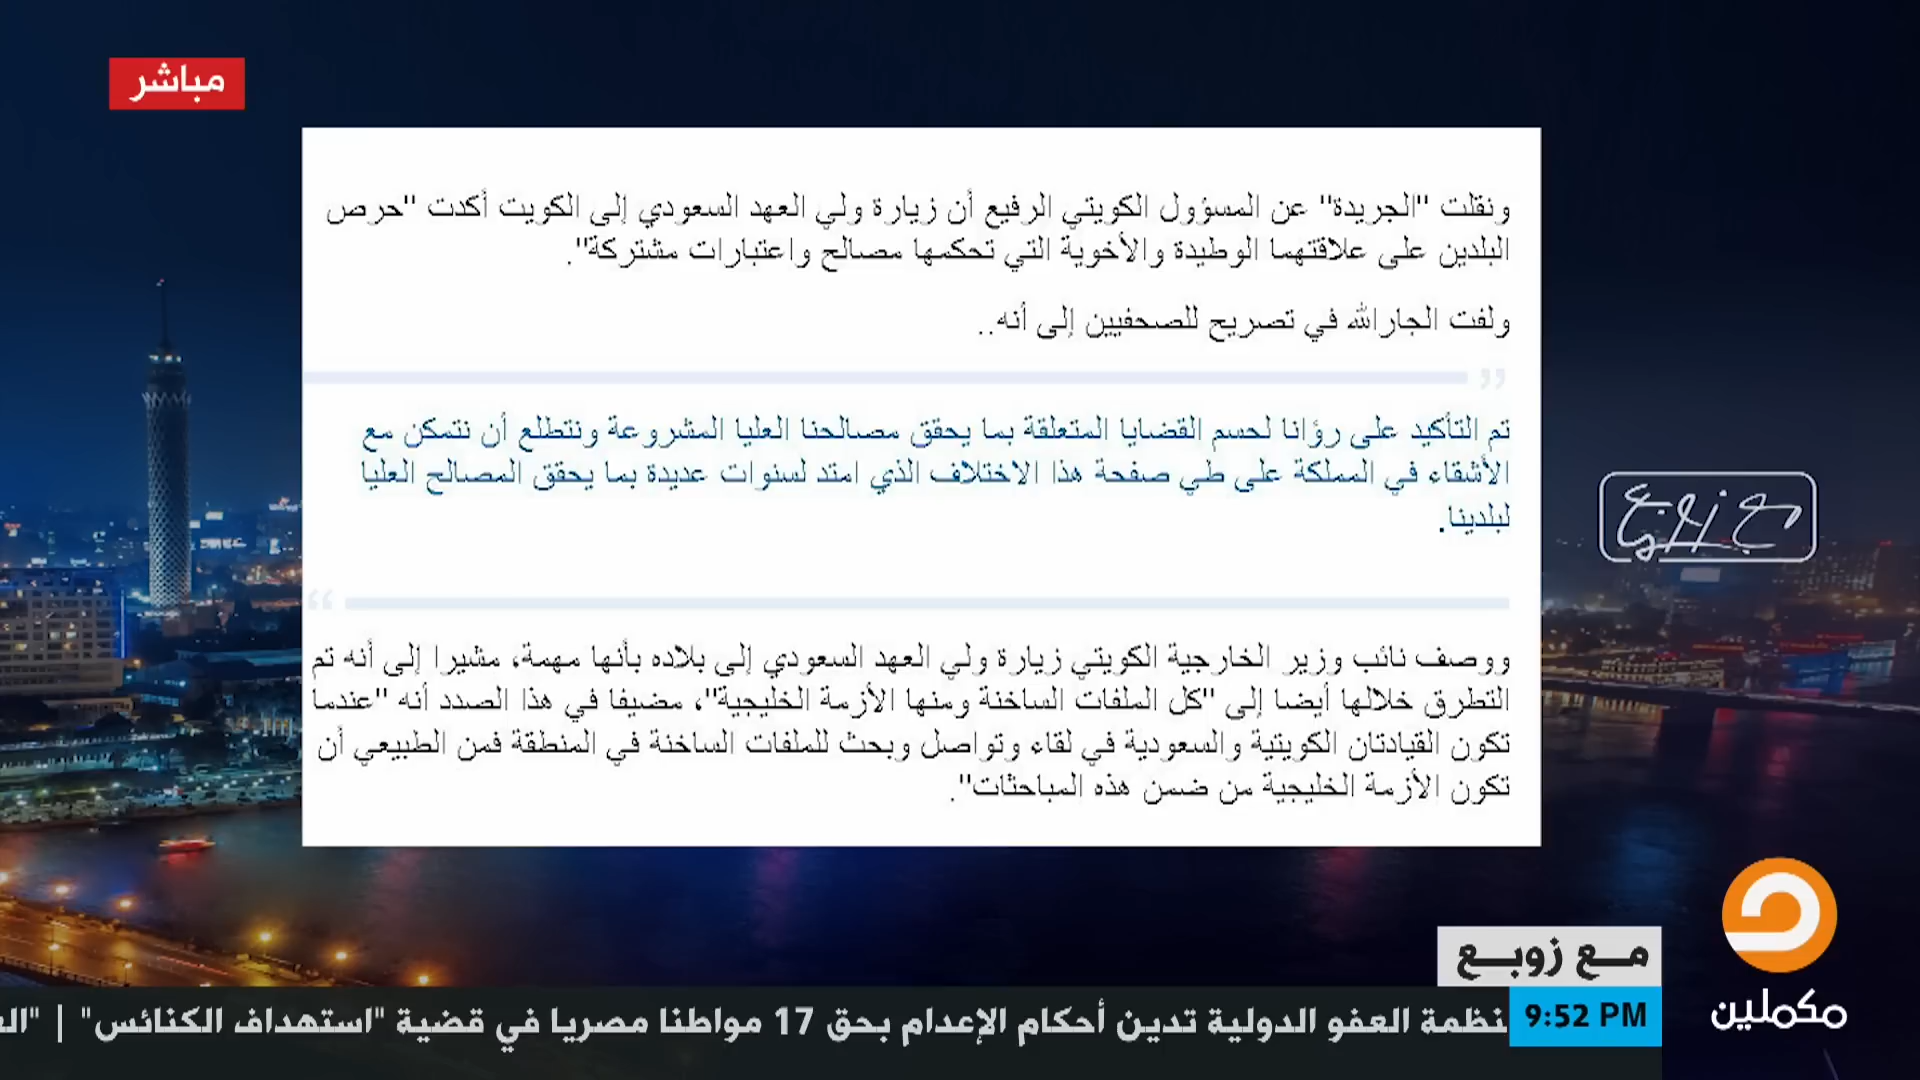 مباشر
ونقلت "الجريدة" عن المسؤول الكويتي الرفيع أن زيارة ولي العهد السعودي إلى الكويت أكدت "حرص
البلدين على علاقتهما الوطيدة والأخوية التي تحكمها مصالح واعتبارات مشتركة".
ولفت الجارالله في تصريح للصحفيين إلى أنه..
تم التأكيد على رؤانا لحسم القضايا المتعلقة بما يحقق مصالحنا العليا المشروعة ونتطلع أن نتمكن مع
الأشقاء في المملكة على طي صفحة هذا الاختلاف الذي امتد لسنوات عديدة بما يحقق المصالح العليا
لبلدينا.
ووصف نائب وزير الخارجية الكويتي زيارة ولي العهد السعودي إلى بلاده بأنها مهمة، مشيرا إلى أنه تم
التطرق خلالها أيضا إلى "كل الملفات الساخنة ومنها الأزمة الخليجية"، مضيفا في هذا الصدد أنه "عندما
تكون القيادتان الكويتية والسعودية في لقاء وتواصل وبحث للملفات الساخنة في المنطقة فمن الطبيعي أن
تكون الأزمة الخليجية من ضمن هذه المباحثات".
مع زوبع
مع زوبع
مكملين
9:52 PM
نظمة العفو الدولية تدين أحكام الإعدام بحق 17 مواطنا مصريا في قضية "استهداف الكنائس" |